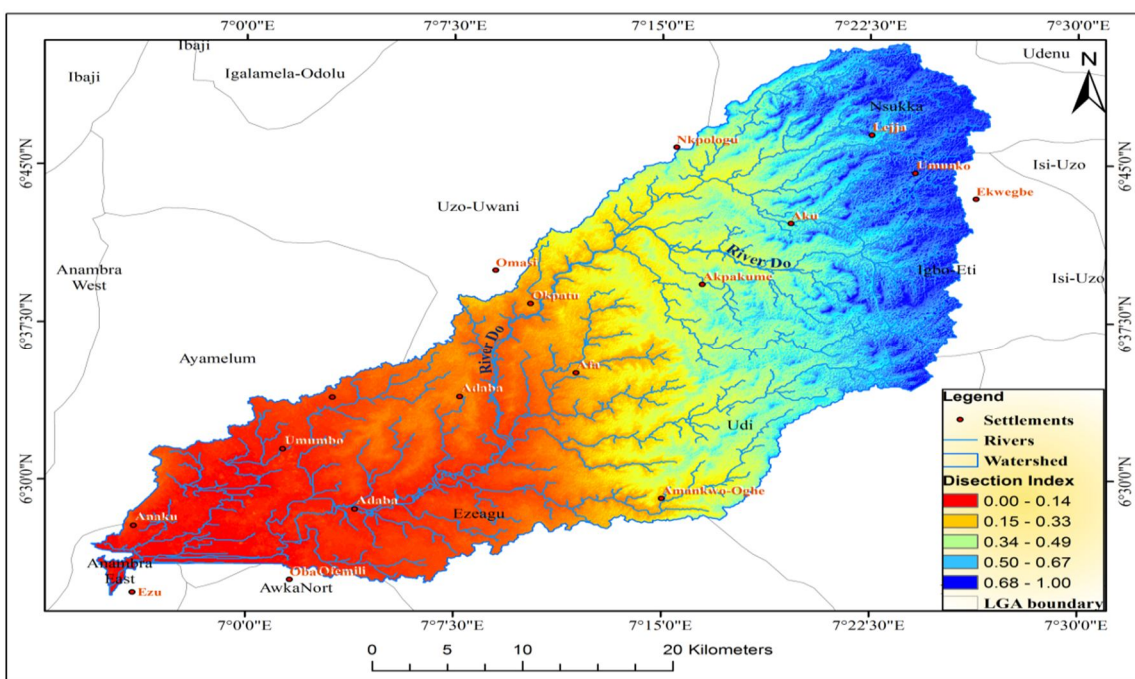 7°0'0"E
7°7'30"E
7°15'0"E
7°22'30"E
7°30'0"E
Ibaji
Ibaji
Igalamela-Odolu
Udenu
N
Nsukka
Lejja
Nkpologu
6°45'0"N
6°45'0"N
Isi-Uzo
Umunko
Ekwegbe
Uzo-Uwani
Aku
River Do
Omasi
Anambra
West
Akpakume
Igbo-Eti
Isi-Uzo
Okpatu
6°37'30"N
6°37'30"N
River Do
Ayamelum
Afa
Adaba
Legend
Settlements
Rivers
Watershed
Disection Index
0.00 - 0.14
0.15 - 0.33
0.34 - 0.49
0.50 - 0.67
0.68 - 1.00
LGA boundary
Udi
Umumbo
6°30'0"N
6°30'0"N
Amankwo-Oghe
Adaba
Ezeagu
Anaku
Anambra
East
Ezu
ObaOfemili
AwkaNort
7°0'0"E
7°7'30"E
7°15'0"E
7°22'30"E
7°30'0"E
0
5
10
20 Kilometers